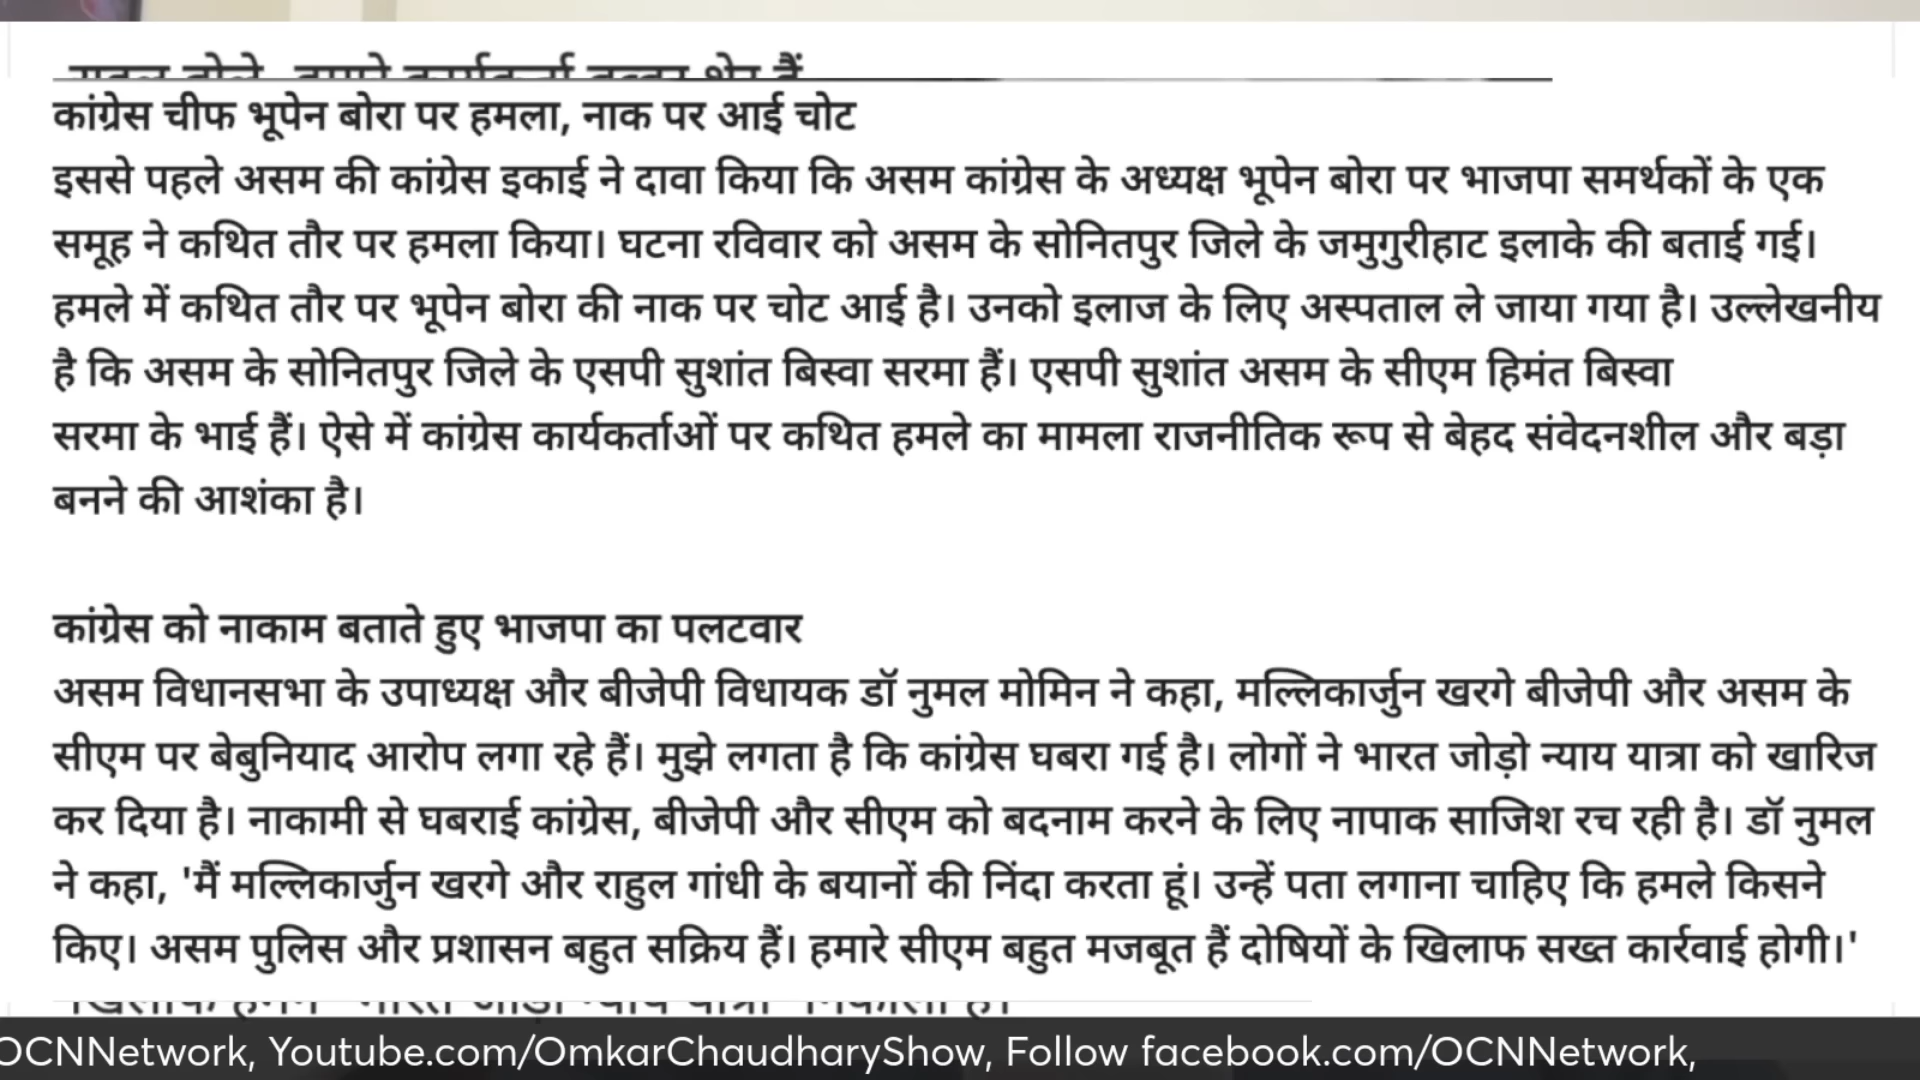 कांग्रेस चीफ भूपेन बोरा पर हमला, नाक पर आई चोट
इससे पहले असम की कांग्रेस इकाई ने दावा किया कि असम कांग्रेस के अध्यक्ष भूपेन बोरा पर भाजपा समर्थकों के एक
समूह ने कथित तौर पर हमला किया। घटना रविवार को असम के सोनितपुर जिले के जमुगुरीहाट इलाके की बताई गई।
हमले में कथित तौर पर भूपेन बोरा की नाक पर चोट आई है। उनको इलाज के लिए अस्पताल ले जाया गया है। उल्लेखनीय
है कि असम के सोनितपुर जिले के एसपी सुशांत बिस्वा सरमा हैं। एसपी सुशांत असम के सीएम हिमंत बिस्वा
सरमा के भाई हैं। ऐसे में कांग्रेस कार्यकर्ताओं पर कथित हमले का मामला राजनीतिक रूप से बेहद संवेदनशील और बड़ा
बनने की आशंका है।
कांग्रेस को नाकाम बताते हुए भाजपा का पलटवार
असम विधानसभा के उपाध्यक्ष और बीजेपी विधायक डॉ नुमल मोमिन ने कहा, मल्लिकार्जुन खरगे बीजेपी और असम के
सीएम पर बेबुनियाद आरोप लगा रहे हैं। मुझे लगता है कि कांग्रेस घबरा गई है। लोगों ने भारत जोड़ो न्याय यात्रा को खारिज
कर दिया है। नाकामी से घबराई कांग्रेस, बीजेपी और सीएम को बदनाम करने के लिए नापाक साजिश रच रही है। डॉ नुमल
ने कहा, 'मैं मल्लिकार्जुन खरगे और राहुल गांधी के बयानों की निंदा करता हूं। उन्हें पता लगाना चाहिए कि हमले किसने
किए। असम पुलिस और प्रशासन बहुत सक्रिय हैं। हमारे सीएम बहुत मजबूत हैं दोषियों के खिलाफ सख्त कार्रवाई होगी।'
OCNNetwork, Youtube.com/OmkarChaudharyShow, Follow facebook.com/OCNNetwork,